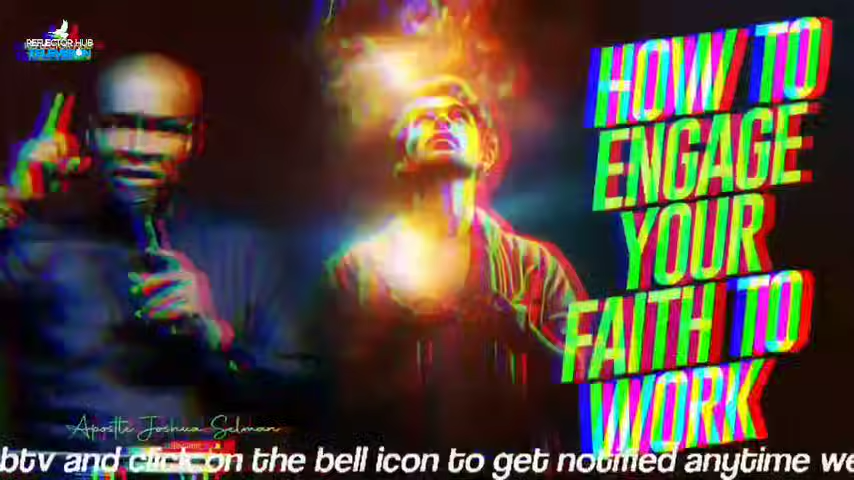 REFLECTOR HUB
TELEVISION
HOW TO
ENGAGE
YOUR
FAITH TO
WORK
Apostle Joshua Selman
btv and click on the bell icon to get notified anytime we